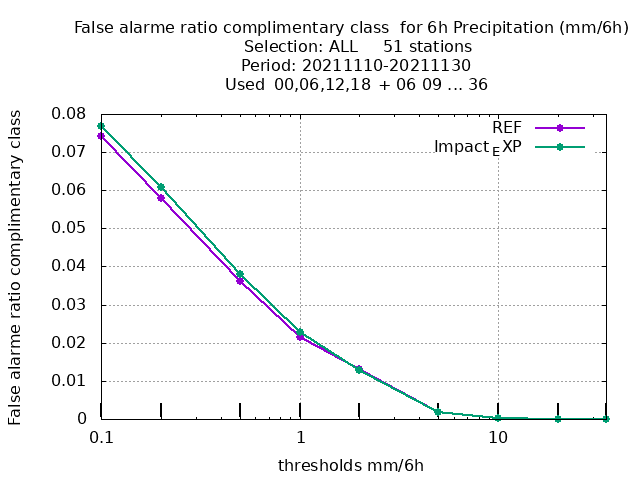 False alarme ratio complimentary class  for 6h Precipitation (mm/6h)
Selection: ALL     51 stations
Period: 20211110-20211130
Used  00,06,12,18  + 06 09 ... 36
False alarme ratio complimentary class
0.08
0.07
0.06
0.05
0.04
0.03
0.02
0.01
0
REF
Impact_EXP
0.1
1
10
thresholds mm/6h